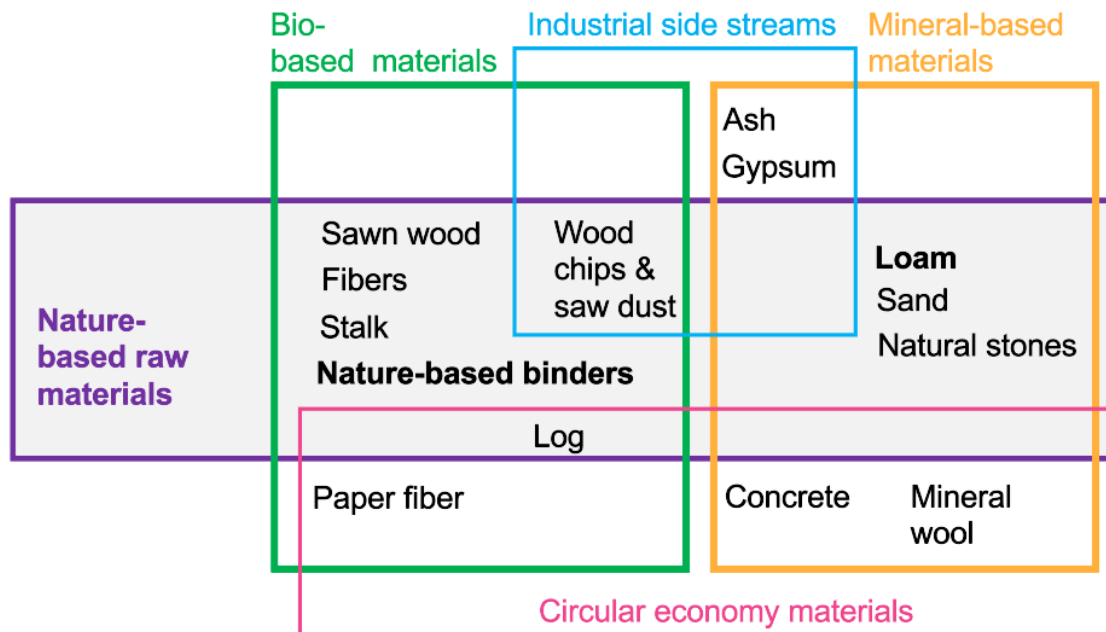 Bio-
based  materials
Industrial side streams
Mineral-based
materials
Ash
Gypsum
Nature-
based raw
materials
Sawn wood
Fibers
Stalk
Nature-based binders
Wood
chips &
saw dust
Loam
Sand
Natural stones
Log
Paper fiber
Concrete
Mineral
wool
Circular economy materials